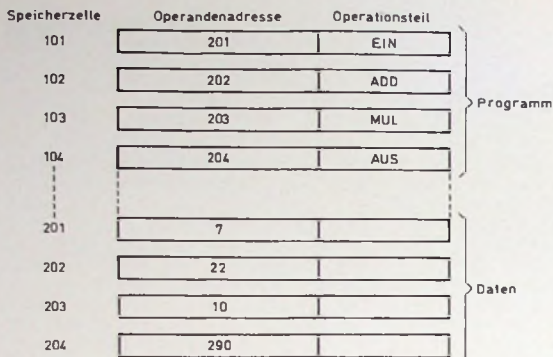 Speicherzelle Operandenadresse Operationsteil
101 201 EIN
102 202 ADD
103 203 MUL
104 204 AUS
Programm
201 7
202 22
203 10
204 290
Daten